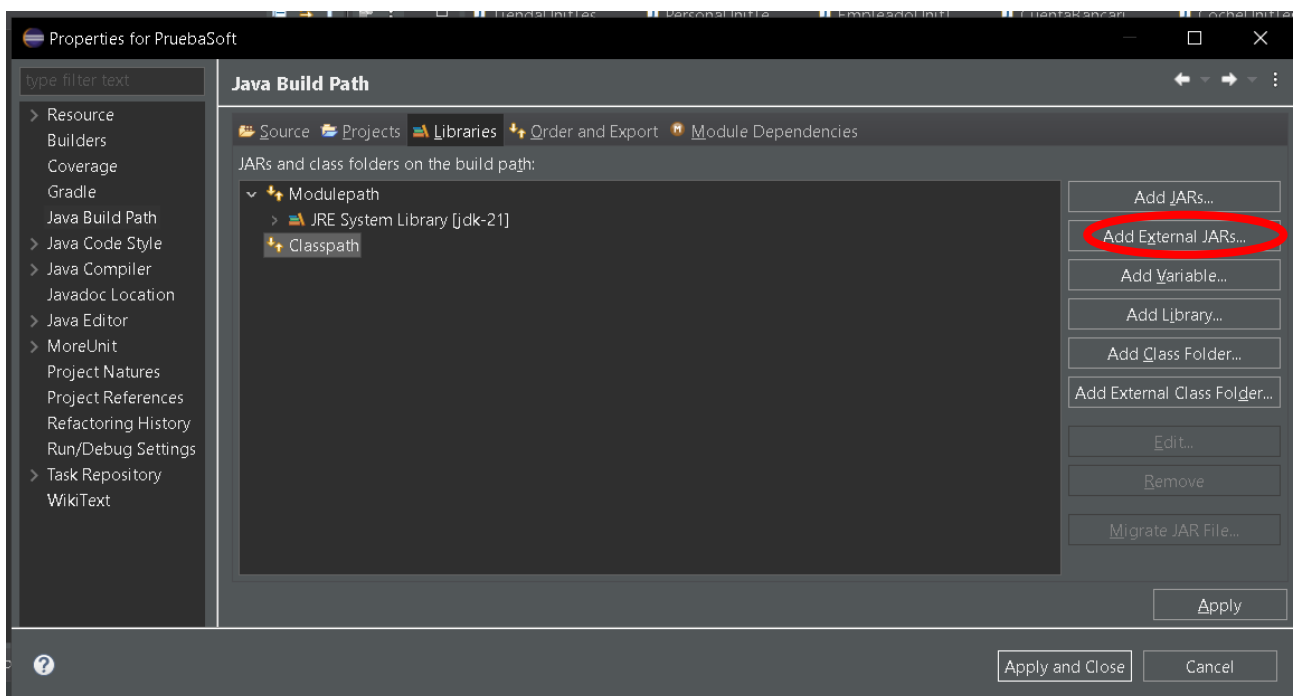 Properties for PruebaSoft
type filter text
Java Build Path
Resource
Builders
Coverage
Gradle
Java Build Path
Java Code Style
Java Compiler
Javadoc Location
Java Editor
MoreUnit
Project Natures
Project References
Refactoring History
Run/Debug Settings
Task Repository
WikiText
Source Projects Libraries Order and Export Module Dependencies
JARs and class folders on the build path:
Modulepath
JRE System Library [jdk-21]
Classpath
Add JARs...
Add External JARs...
Add Variable...
Add Library...
Add Class Folder...
Add External Class Folder...
Edit...
Remove
Migrate JAR File...
Apply
Apply and Close Cancel